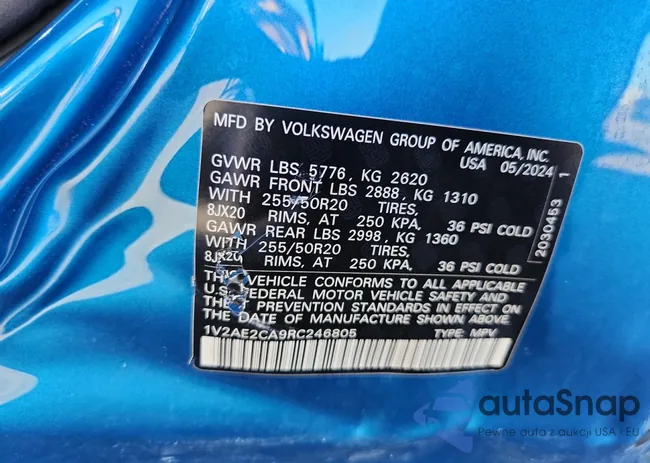 MFD BY VOLKSWAGEN GROUP OF AMERICA, INC.
USA 05/2024
GVWR LBS 5776, KG 2620
GAWR FRONT LBS 2888, KG 1310
WITH 255/50R20 TIRES,
8JX20 RIMS, AT 250 KPA, 36 PSI COLD
GAWR REAR LBS 2998, KG 1360
WITH 255/50R20 TIRES,
8JX20 RIMS, AT 250 KPA, 36 PSI COLD
VEHICLE CONFORMS TO ALL APPLICABLE
U.S. FEDERAL MOTOR VEHICLE SAFETY AND
PREVENTION STANDARDS IN EFFECT ON
THE DATE OF MANUFACTURE SHOWN ABOVE.
1V2AE2CA9RC246805 TYPE: MPV
2030453 1
autaSnap
Pewne auta z aukcji USA i EU